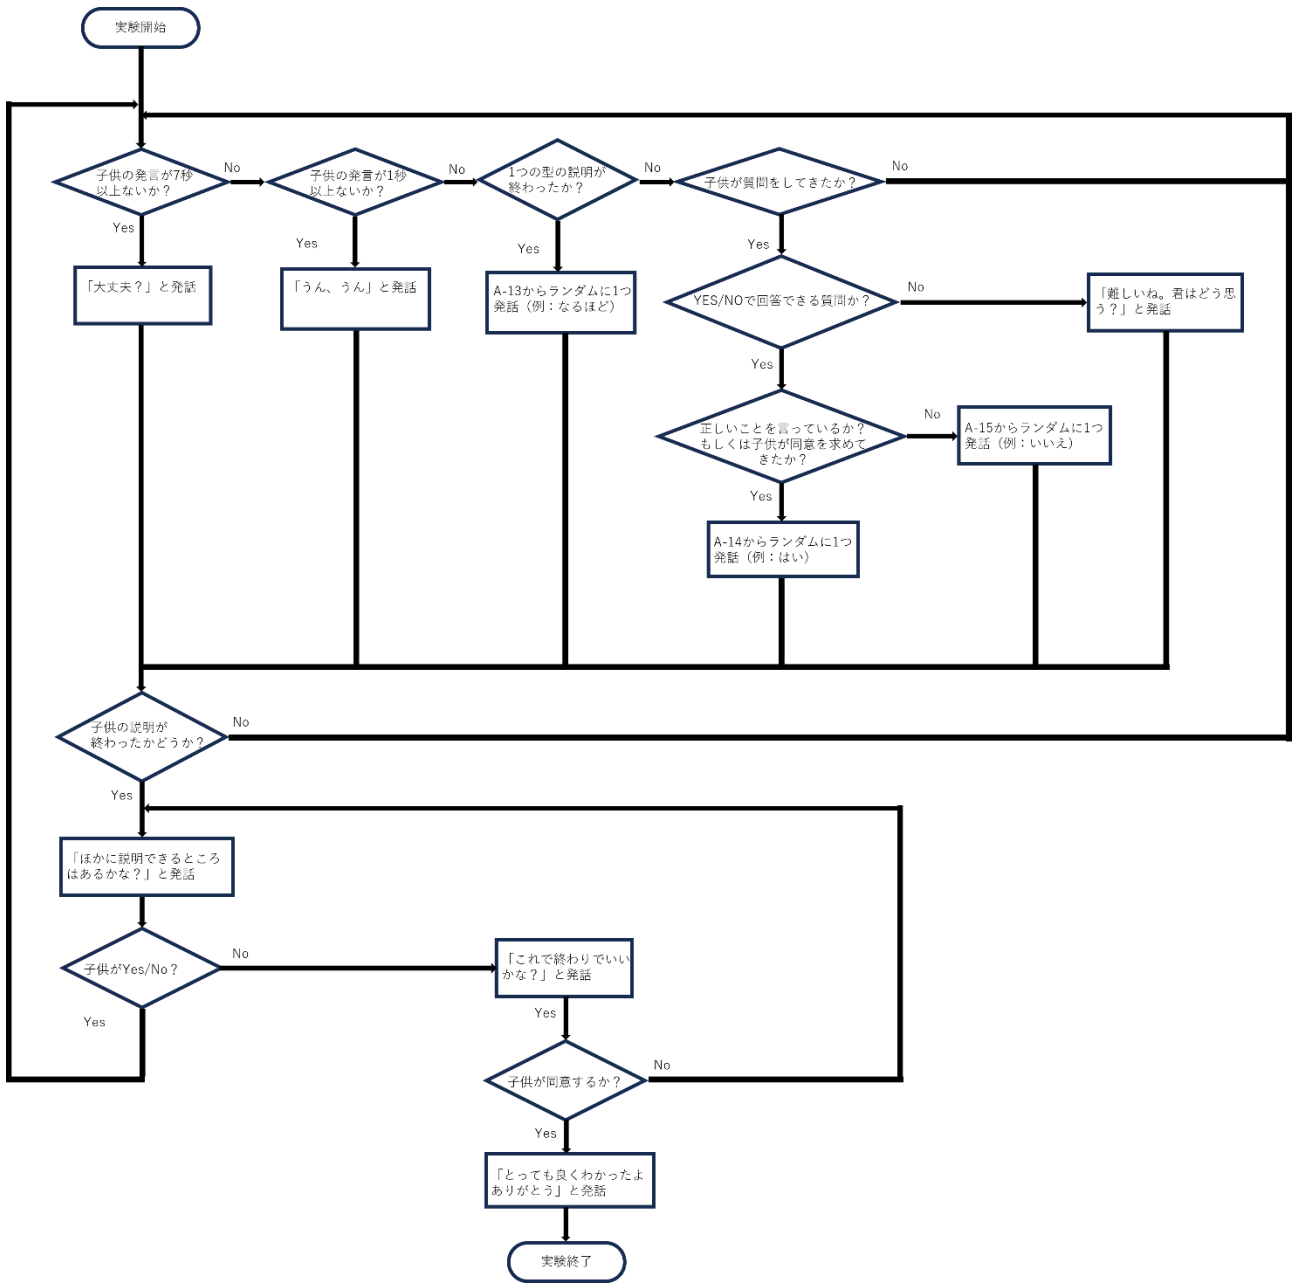 実験開始
子供の発言が7秒
以上ないか？
No
子供の発言が1秒
以上ないか？
No
1つの型の説明が
終わったか？
No
子供が質問をしてきたか？
No
Yes
Yes
Yes
Yes
「大丈夫？」と発話
「うん、うん」と発話
A-13からランダムに1つ
発話（例：なるほど）
YES/NOで回答できる質問か？
No
「難しいね。君はどう思
う？」と発話
Yes
正しいことを言っているか？
もしくは子供が同意を求めて
きたか？
No
A-15からランダムに1つ
発話（例：いいえ）
Yes
A-14からランダムに1つ
発話（例：はい）
子供の説明が
終わったかどうか？
No
Yes
「ほかに説明できるところ
はあるかな？」と発話
子供がYes/No？
No
Yes
「これで終わりでいい
かな？」と発話
Yes
子供が同意するか？
No
Yes
「とっても良くわかったよ
ありがとう」と発話
実験終了